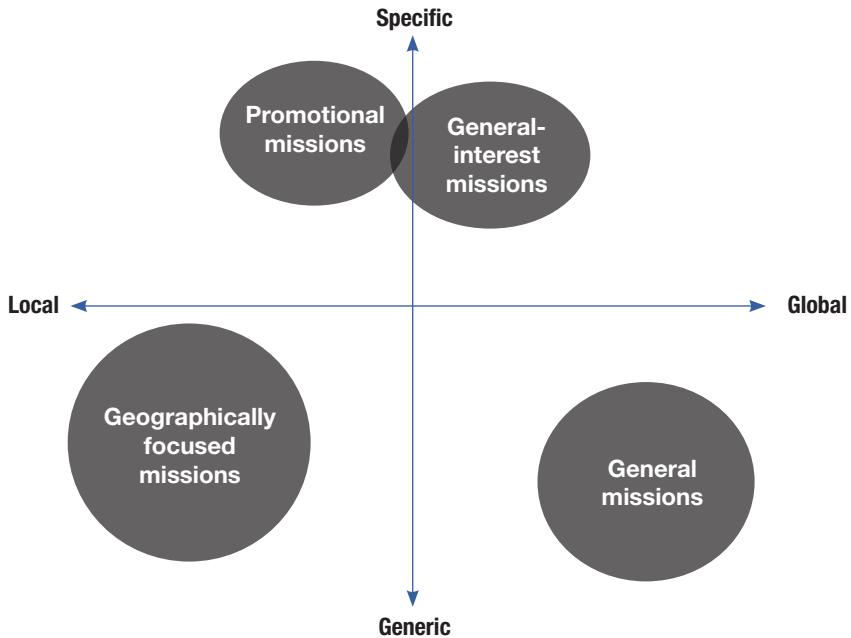 Specific
Promotional
missions
General-
interest
missions
Local
Global
Geographically
focused
missions
General
missions
Generic